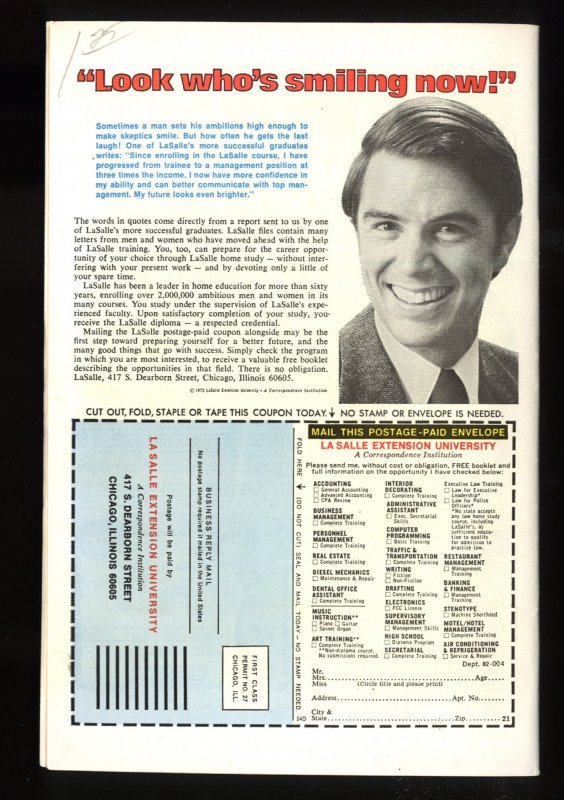 1 25
“Look who's smiling now!”
Sometimes a man sets his ambitions high enough to
make skeptics smile. But how often he gets the last
laugh! One of LaSalle's more successful graduates
writes: "Since enrolling in the LaSalle course, I have
progressed from trainee to a management position at
three times the income. I now have more confidence in
my ability and can better communicate with top man-
agement. My future looks even brighter."
The words in quotes come directly from a report sent to us by one
of LaSalle's more successful graduates. LaSalle files contain many
letters from men and women who have moved ahead with the help
of LaSalle training. You, too, can prepare for the career oppor-
tunity of your choice through LaSalle home study — without inter-
fering with your present work — and by devoting only a little of
your spare time.
LaSalle has been a leader in home education for more than sixty
years, enrolling over 2,000,000 ambitious men and women in its
many courses. You study under the supervision of LaSalle's expe-
rienced faculty. Upon satisfactory completion of your study, you
receive the LaSalle diploma — a respected credential.
Mailing the LaSalle postage-paid coupon alongside may be the
first step toward preparing yourself for a better future, and the
many good things that go with success. Simply check the program
in which you are most interested, to receive a valuable free booklet
describing the opportunities in that field. There is no obligation.
LaSalle, 417 S. Dearborn Street, Chicago, Illinois 60605.
© 1972 LaSalle Extension University • A Correspondence Institution
CUT OUT, FOLD, STAPLE OR TAPE THIS COUPON TODAY. ↓ NO STAMP OR ENVELOPE IS NEEDED.
BUSINESS REPLY MAIL
No postage stamp required if mailed in the United States
Postage will be paid by
LA SALLE EXTENSION UNIVERSITY
A Correspondence Institution
417 S. DEARBORN STREET
CHICAGO, ILLINOIS 60605
FIRST CLASS
PERMIT NO. 27
CHICAGO, ILL.
FOLD HERE → (DO NOT CUT) SEAL AND MAIL TODAY – NO STAMP NEEDED.
54D
MAIL THIS POSTAGE-PAID ENVELOPE
LA SALLE EXTENSION UNIVERSITY
A Correspondence Institution
Please send me, without cost or obligation, FREE booklet and
full information on the opportunity I have checked below:
ACCOUNTING
General Accounting
Advanced Accounting
CPA Review
BUSINESS
MANAGEMENT
Complete Training
PERSONNEL
MANAGEMENT
Complete Training
REAL ESTATE
Complete Training
DIESEL MECHANICS
Maintenance & Repair
DENTAL OFFICE
ASSISTANT
Complete Training
MUSIC
INSTRUCTION**
Piano Guitar
Spinet Organ
ART TRAINING**
Complete Training
**Non-diploma course.
No submissions required.
INTERIOR
DECORATING
Complete Training
ADMINISTRATIVE
ASSISTANT
Exec. Secretarial
Skills
COMPUTER
PROGRAMMING
Basic Training
TRAFFIC &
TRANSPORTATION
Complete Training
WRITING
Fiction
Non-Fiction
DRAFTING
Complete Training
ELECTRONICS
FCC License
SUPERVISORY
MANAGEMENT
Management Skills
HIGH SCHOOL
Diploma Program
SECRETARIAL
Complete Training
Executive Law Training
Law for Executive
Leadership*
Law for Police
Officers*
*No state accepts
any law home study
course, including
LaSalle's, as
sufficient educa-
tion to qualify
for admission to
practice law.
RESTAURANT
MANAGEMENT
Management
Training
BANKING
& FINANCE
Management
Training
STENOTYPE
Machine Shorthand
MOTEL/HOTEL
MANAGEMENT
Complete Training
AIR CONDITIONING
& REFRIGERATION
Service & Repair
Dept. 82-004
Mr.
Mrs. Age
Miss (Circle title and please print)
Address Apt. No.
City &
State Zip 21